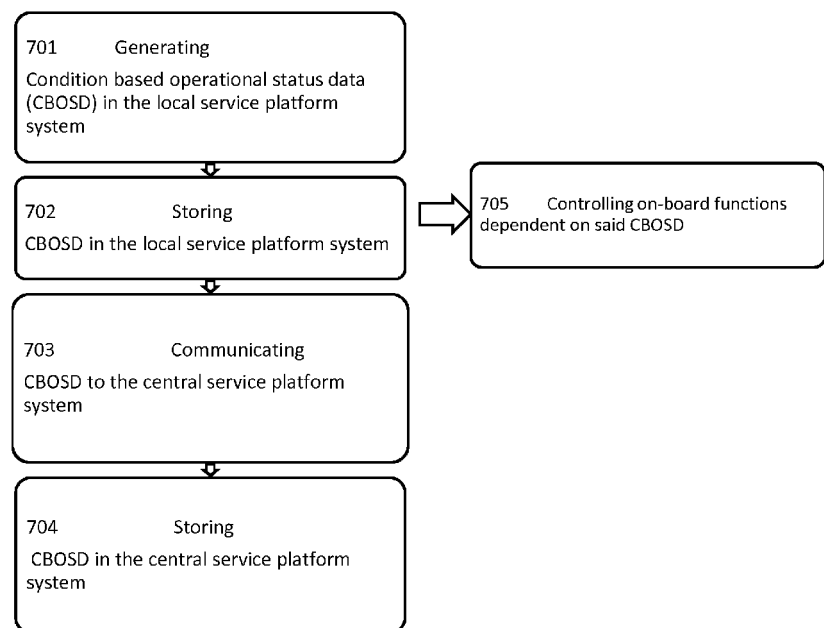 701 Generating
Condition based operational status data
(CBOSD) in the local service platform
system
702 Storing
CBOSD in the local service platform system
705 Controlling on-board functions
dependent on said CBOSD
703 Communicating
CBOSD to the central service platform
system
704 Storing
CBOSD in the central service platform
system